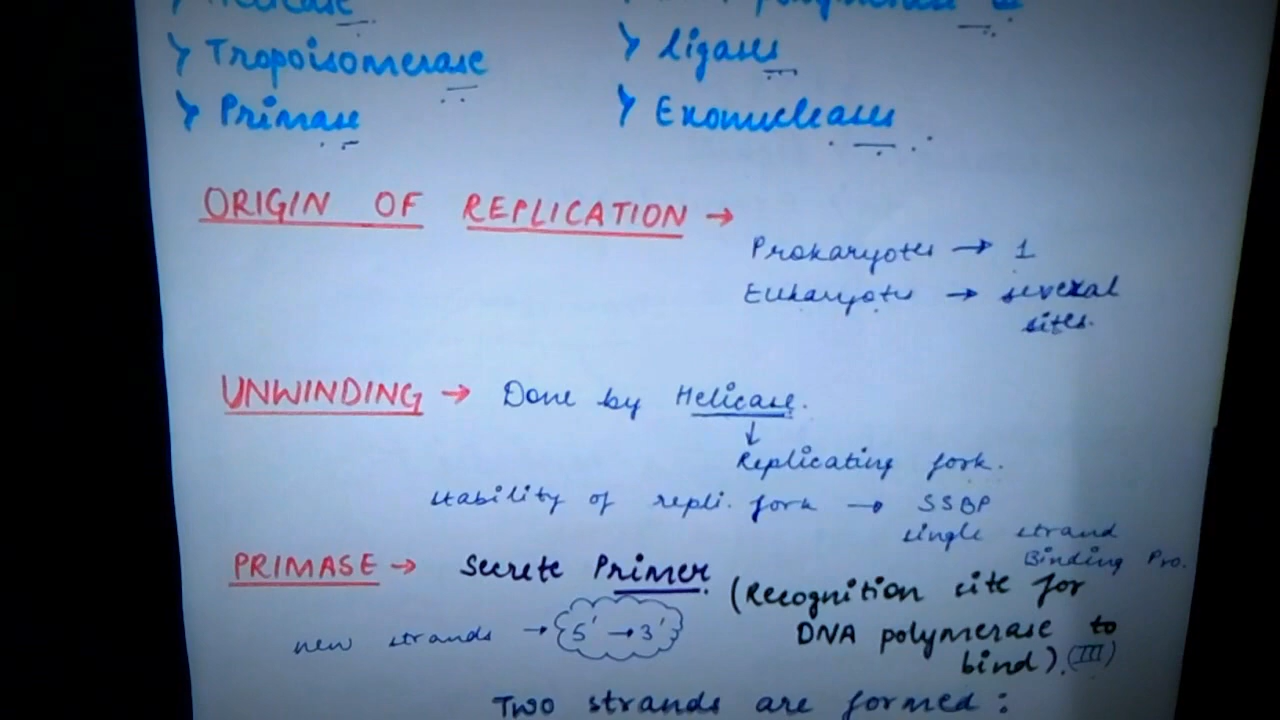 Tropoisomerase
Ligases
Primase
Exonucleases
ORIGIN OF REPLICATION →
Prokaryotes → 1
Eukaryotes → several
sites.
UNWINDING → Done by Helicase.
↓
Replicating fork.
stability of repli. fork → SSBP
single strand
Binding Pro.
PRIMASE → Secrete Primer
(Recognition site for
new strands → 5' → 3'
DNA polymerase to
bind). (III)
Two strands are formed: